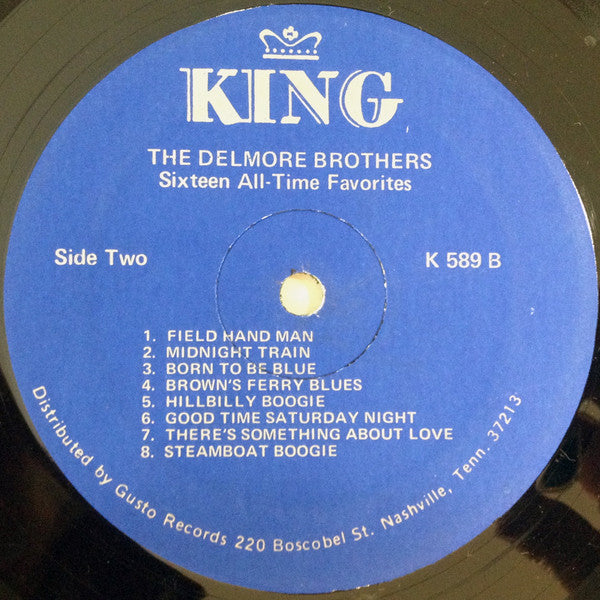 KING
THE DELMORE BROTHERS
Sixteen All-Time Favorites
Side Two
K 589 B
1. FIELD HAND MAN
2. MIDNIGHT TRAIN
3. BORN TO BE BLUE
4. BROWN'S FERRY BLUES
5. HILLBILLY BOOGIE
6. GOOD TIME SATURDAY NIGHT
7. THERE'S SOMETHING ABOUT LOVE
8. STEAMBOAT BOOGIE
Distributed by Gusto Records 220 Boscobel St. Nashville, Tenn. 37213